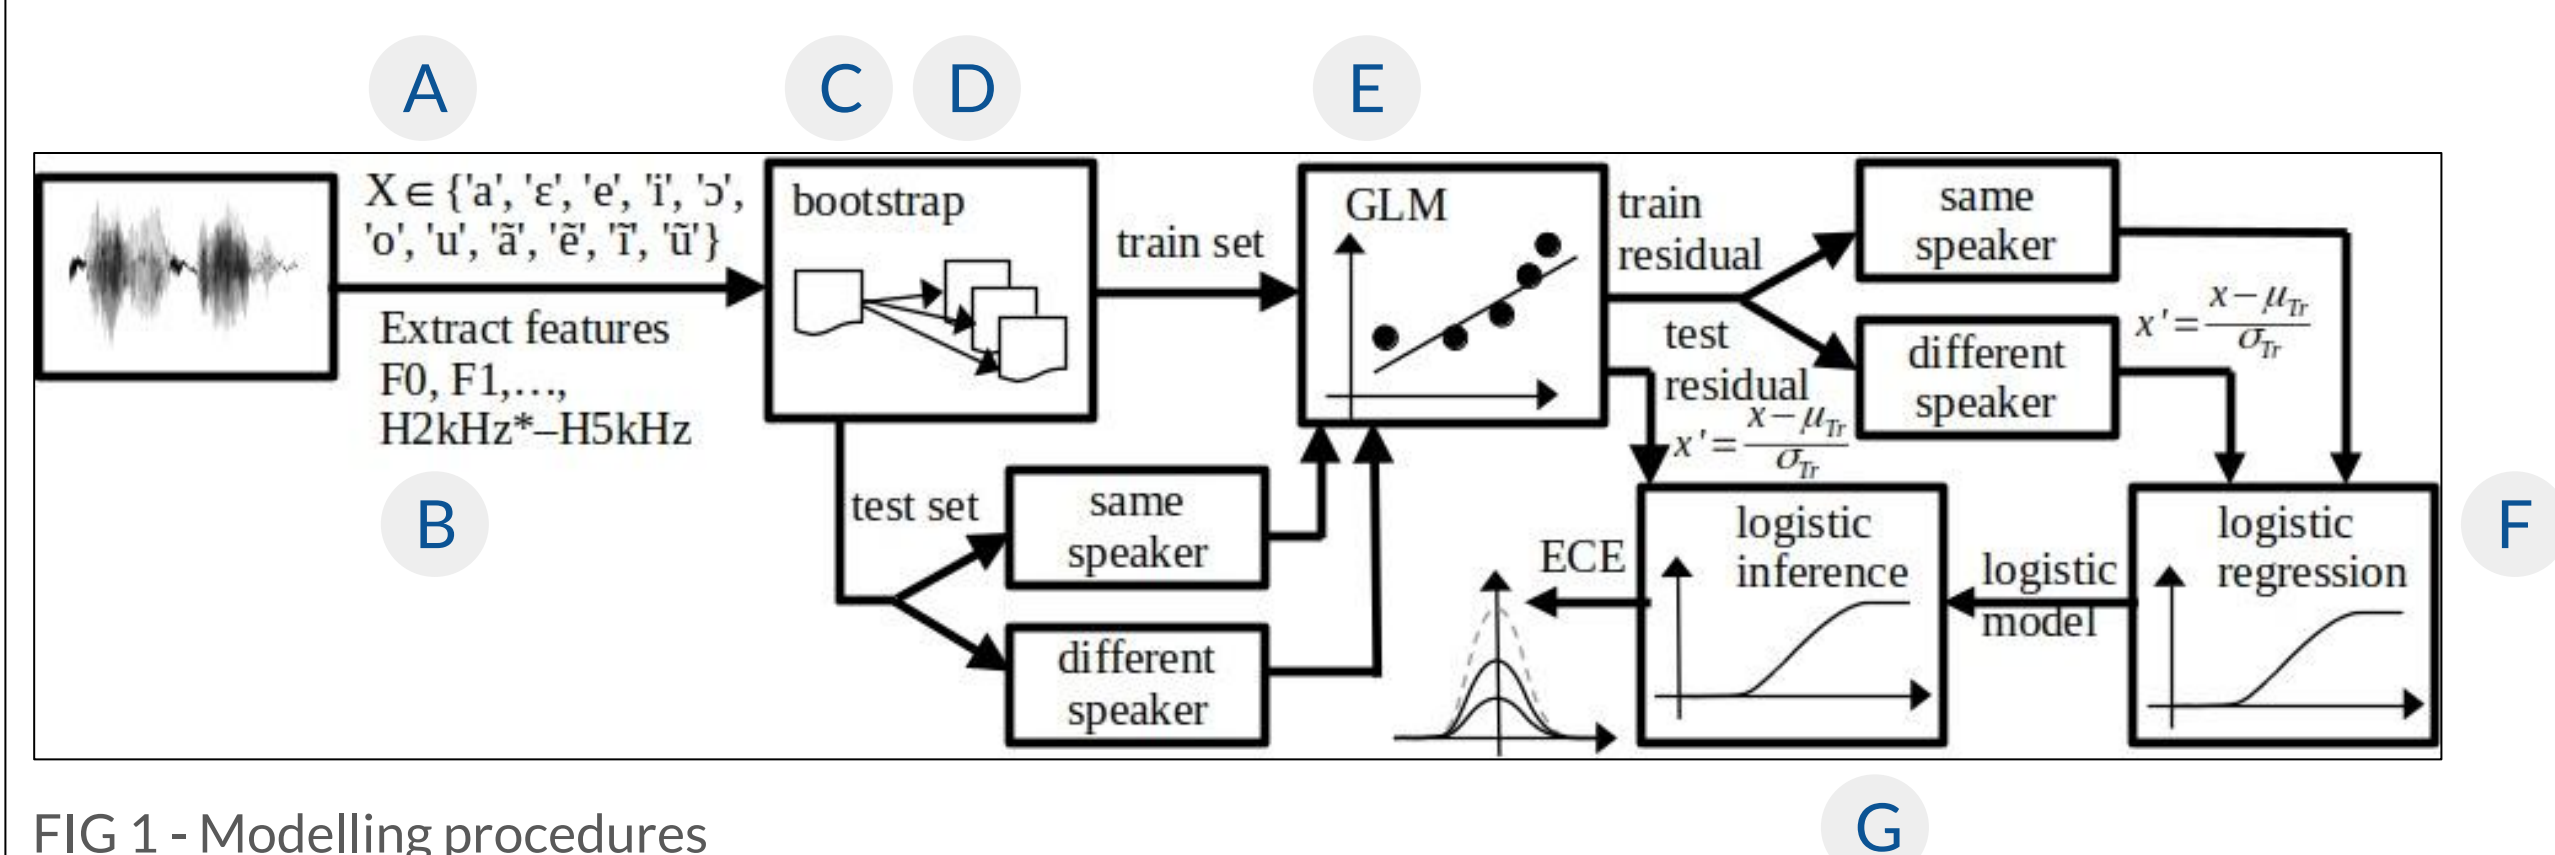 A
C
D
E
X ∈ {'a', 'ɛ', 'e', 'i', 'ɔ',
'o', 'u', 'ã', 'ẽ', 'ĩ', 'ũ'}
Extract features
F0, F1,...,
H2kHz*–H5kHz
B
bootstrap
train set
test set
same
speaker
different
speaker
GLM
train
residual
test
residual
x' = (x − μTr) / σTr
same
speaker
different
speaker
x' = (x − μTr) / σTr
F
logistic
regression
logistic
model
logistic
inference
ECE
G
FIG 1 - Modelling procedures